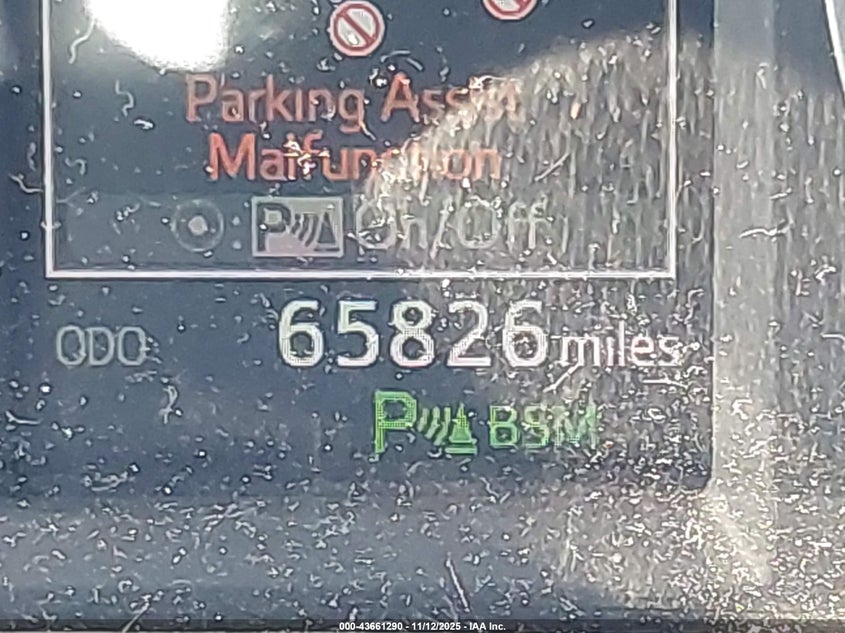 Parking Assist
Malfunction
: P On/Off
ODO 65826 miles
P BSM
000-43661290 - 11/12/2025 - IAA Inc.